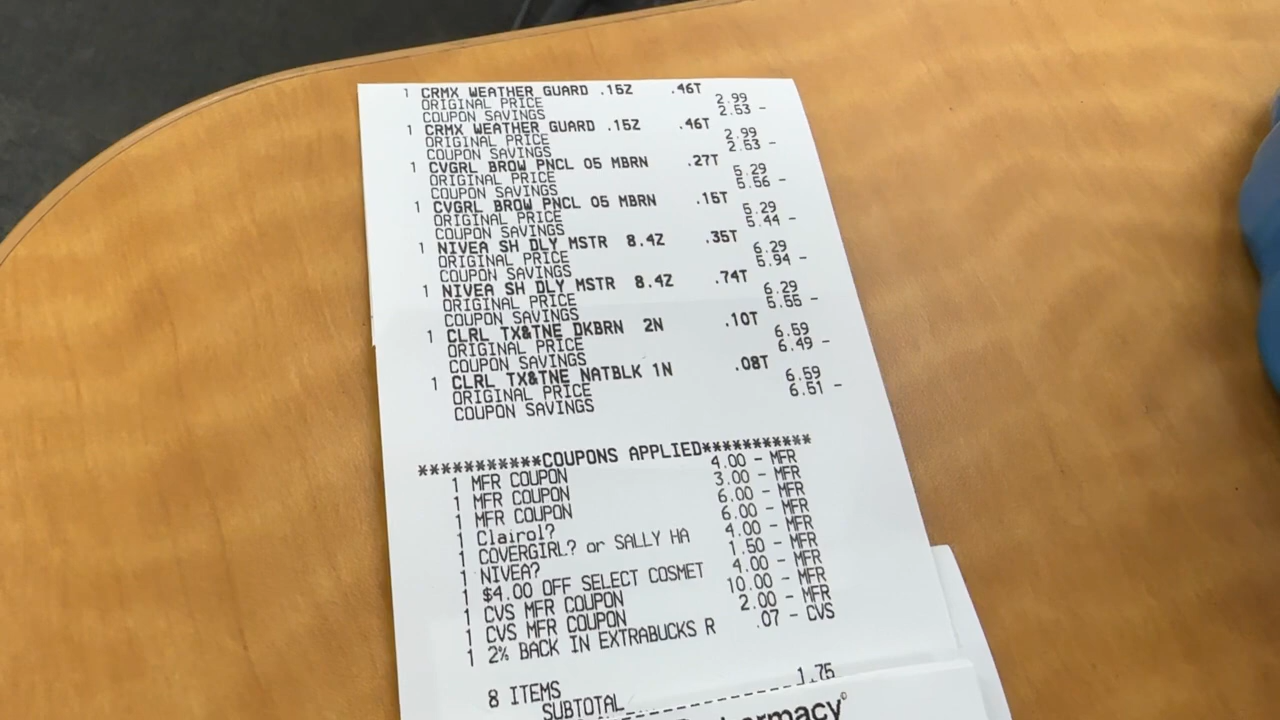 1 CRMX WEATHER GUARD .15Z .46T
ORIGINAL PRICE 2.99
COUPON SAVINGS 2.53 -
1 CRMX WEATHER GUARD .15Z .46T
ORIGINAL PRICE 2.99
COUPON SAVINGS 2.53 -
1 CVGRL BROW PNCL 05 MBRN .27T
ORIGINAL PRICE 5.29
COUPON SAVINGS 5.56 -
1 CVGRL BROW PNCL 05 MBRN .15T
ORIGINAL PRICE 5.29
COUPON SAVINGS 5.44 -
1 NIVEA SH DLY MSTR 8.4Z .35T
ORIGINAL PRICE 6.29
COUPON SAVINGS 5.94 -
1 NIVEA SH DLY MSTR 8.4Z .74T
ORIGINAL PRICE 6.29
COUPON SAVINGS 5.55 -
1 CLRL TX&TNE DKBRN 2N .10T
ORIGINAL PRICE 6.59
COUPON SAVINGS 6.49 -
1 CLRL TX&TNE NATBLK 1N .08T
ORIGINAL PRICE 6.59
COUPON SAVINGS 6.51 -
***********COUPONS APPLIED***********
1 MFR COUPON 4.00 - MFR
1 MFR COUPON 3.00 - MFR
1 MFR COUPON 6.00 - MFR
1 Clairol? 6.00 - MFR
1 COVERGIRL? or SALLY HA 4.00 - MFR
1 NIVEA? 1.50 - MFR
1 $4.00 OFF SELECT COSMET 4.00 - MFR
1 CVS MFR COUPON 10.00 - MFR
1 CVS MFR COUPON 2.00 - MFR
1 2% BACK IN EXTRABUCKS R .07 - CVS
8 ITEMS
SUBTOTAL 1.75